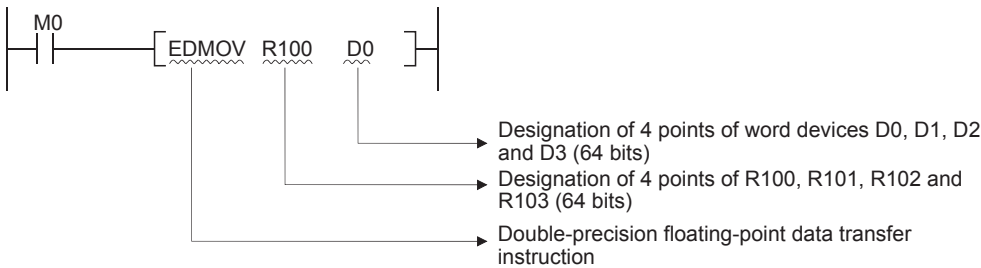 M0
EDMOV R100 D0
Designation of 4 points of word devices D0, D1, D2
and D3 (64 bits)
Designation of 4 points of R100, R101, R102 and
R103 (64 bits)
Double-precision floating-point data transfer
instruction